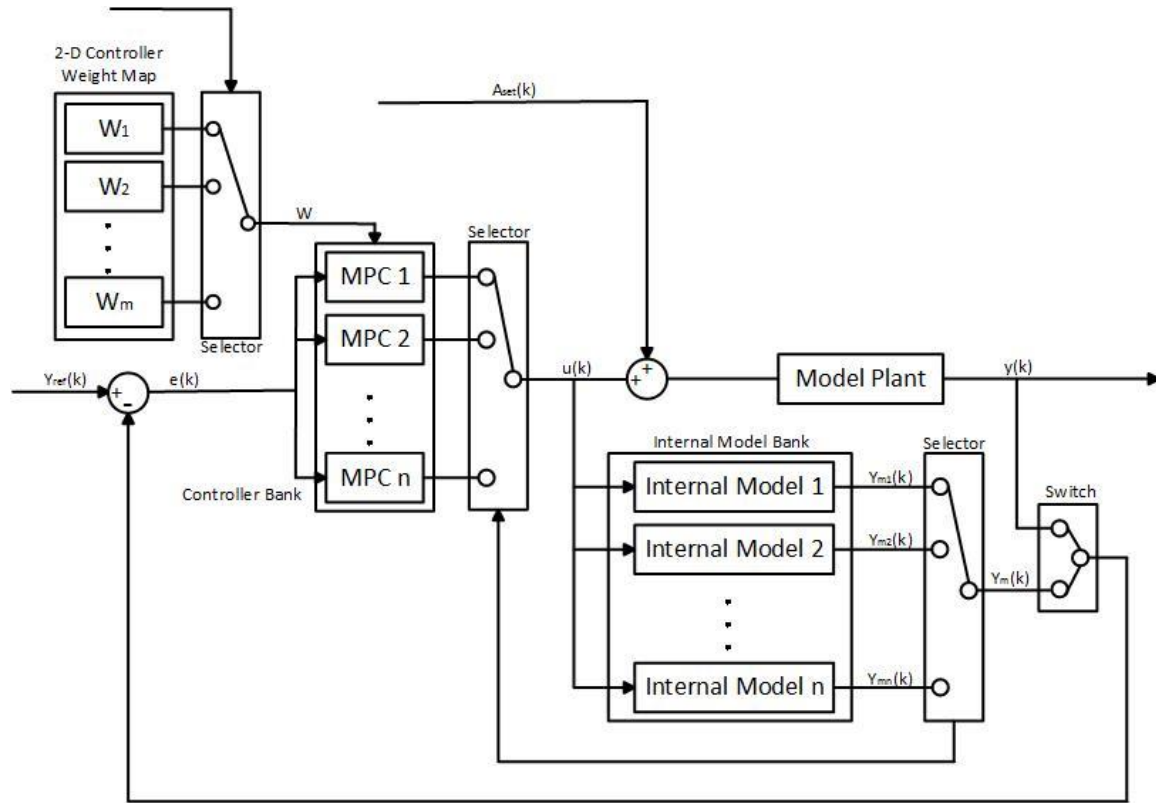 2-D Controller
Weight Map
W1
W2
Wm
Selector
W
Aset(k)
Yref(k)
+
-
e(k)
Controller Bank
MPC 1
MPC 2
MPC n
Selector
u(k)
+
+
Model Plant
y(k)
Internal Model Bank
Internal Model 1
Internal Model 2
Internal Model n
Ym1(k)
Ym2(k)
Ymn(k)
Selector
Ym(k)
Switch